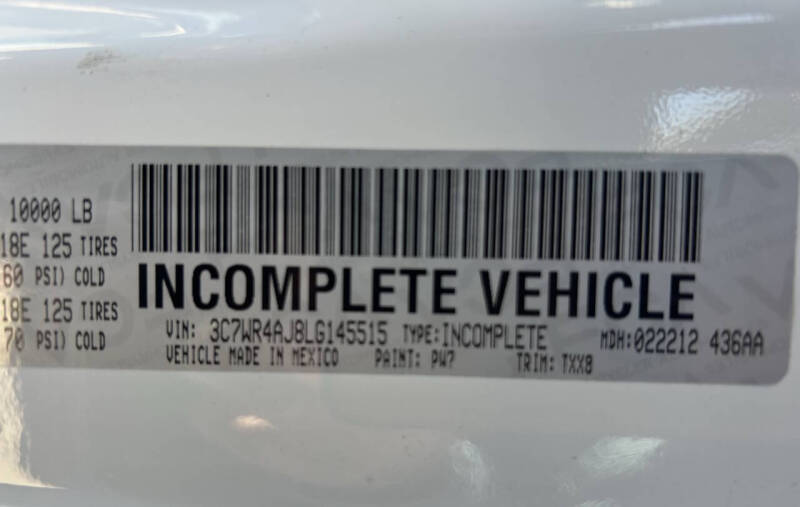 10000 LB
18E 125 TIRES
60 PSI) COLD
18E 125 TIRES
70 PSI) COLD
INCOMPLETE VEHICLE
VIN: 3C7WR4AJ8LG145515 TYPE:INCOMPLETE MDH:022212 436AA
VEHICLE MADE IN MEXICO PAINT: PW7 TRIM: TXX8